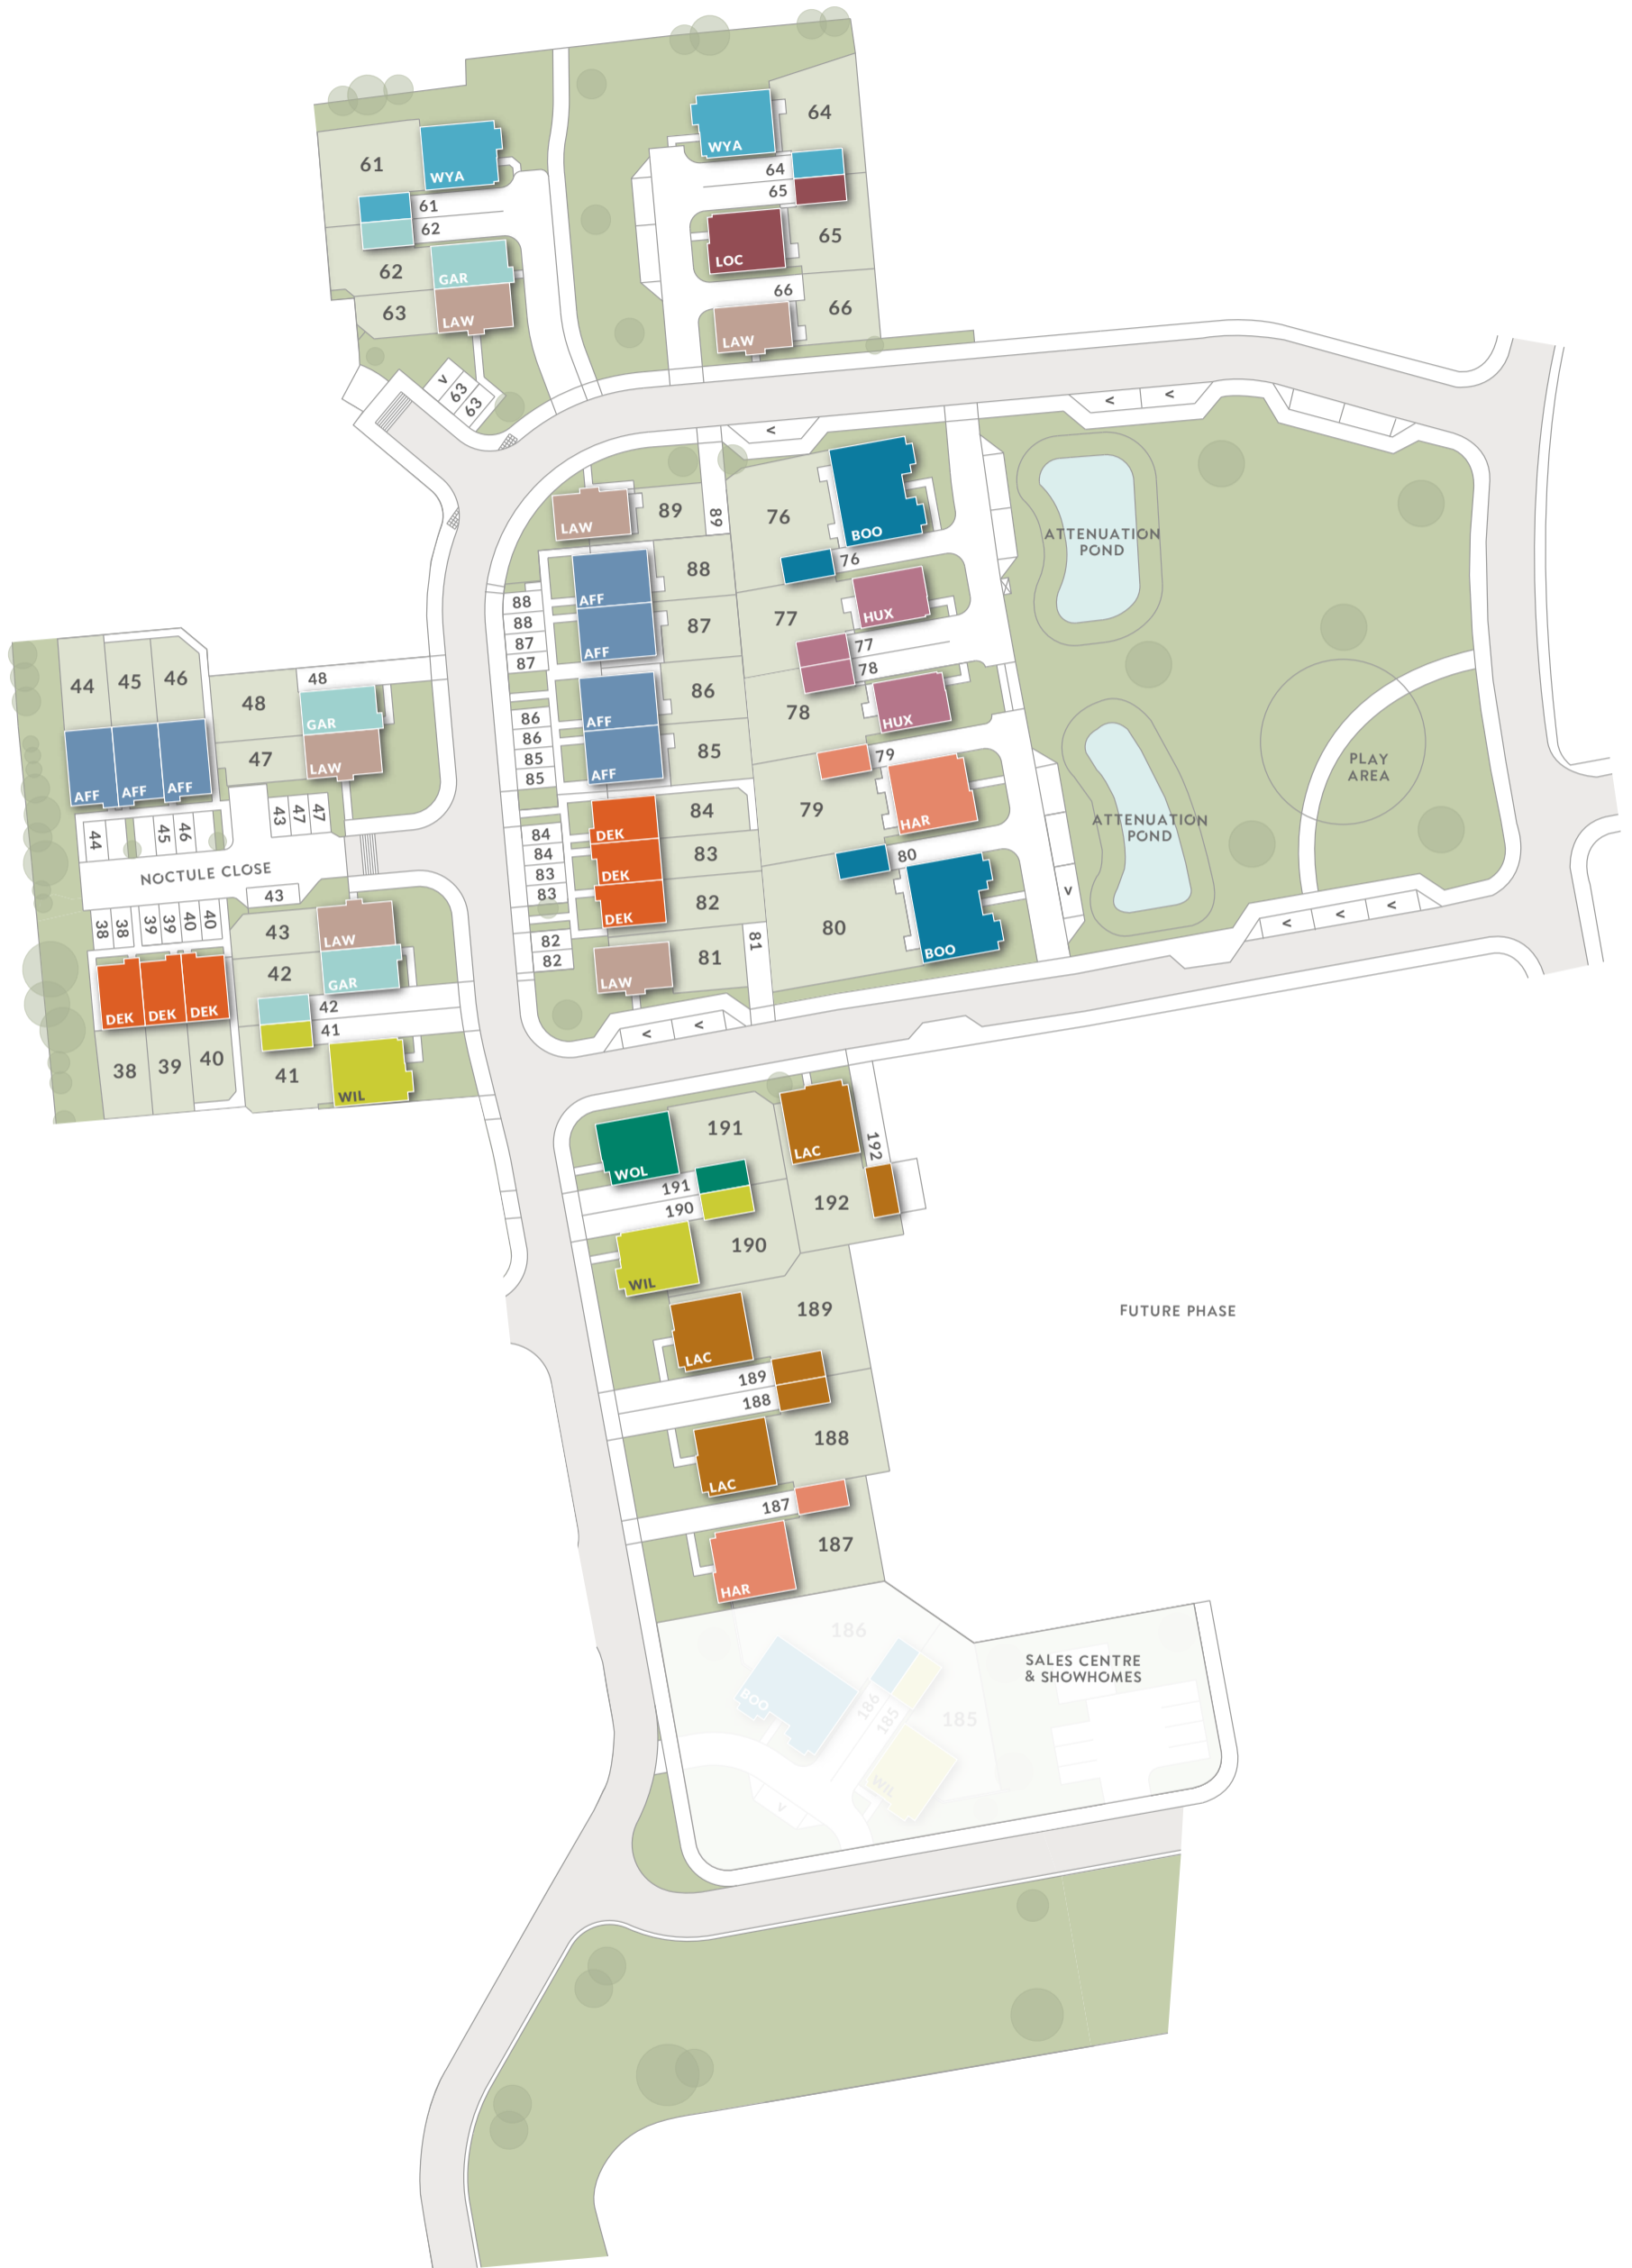 64
WYA
61
WYA
64
65
61
62
LOC
65
62
GAR
66
66
63
LAW
LAW
V
63
63
<
<
<
89
LAW
89
76
BOO
ATTENUATION
POND
76
88
AFF
88
88
87
87
87
AFF
77
HUX
77
78
44
45
46
48
48
GAR
47
LAW
AFF
AFF
AFF
86
AFF
86
86
85
85
85
AFF
78
HUX
79
79
HAR
PLAY
AREA
ATTENUATION
POND
44
45
46
43
47
47
84
DEK
84
84
83
83
83
DEK
82
DEK
80
80
BOO
V
NOCTULE CLOSE
43
38
38
39
39
40
40
43
LAW
42
GAR
82
82
81
LAW
81
<
<
<
DEK
DEK
DEK
42
41
38
39
40
41
WIL
<
<
191
WOL
LAC
192
191
190
192
190
WIL
189
LAC
FUTURE PHASE
189
188
188
LAC
187
187
HAR
186
SALES CENTRE
& SHOWHOMES
BOO
186
185
185
WIL
V